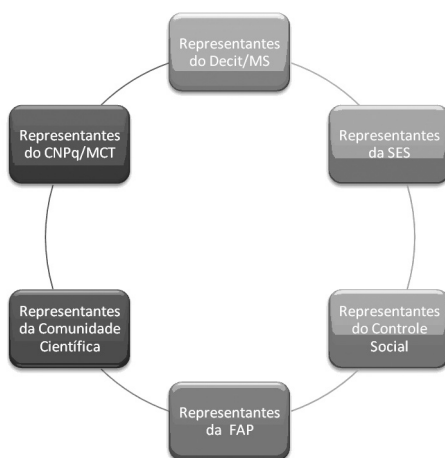 Representantes
do Decit/MS
Representantes
da SES
Representantes
do Controle
Social
Representantes
da FAP
Representantes
da Comunidade
Científica
Representantes
do CNPq/MCT